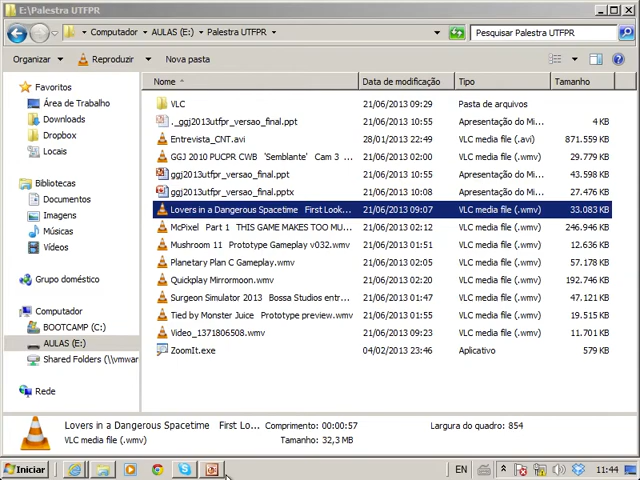 E:\Palestra UTFPR
Computador ▸ AULAS (E:) ▸ Palestra UTFPR ▸
Pesquisar Palestra UTFPR
Organizar Reproduzir Nova pasta
Favoritos
Área de Trabalho
Downloads
Dropbox
Locais
Bibliotecas
Documentos
Imagens
Músicas
Vídeos
Grupo doméstico
Computador
BOOTCAMP (C:)
AULAS (E:)
Shared Folders (\\vmwar
Rede
Nome Data de modificação Tipo Tamanho
VLC 21/06/2013 09:29 Pasta de arquivos
._ggj2013utfpr_versao_final.ppt 21/06/2013 10:55 Apresentação do Mi... 4 KB
Entrevista_CNT.avi 28/01/2013 22:49 VLC media file (.avi) 871.559 KB
GGJ 2010 PUCPR CWB 'Semblante' Cam 3 ... 21/06/2013 02:00 VLC media file (.wmv) 29.779 KB
ggj2013utfpr_versao_final.ppt 21/06/2013 10:55 Apresentação do Mi... 43.598 KB
ggj2013utfpr_versao_final.pptx 21/06/2013 10:08 Apresentação do Mi... 27.476 KB
Lovers in a Dangerous Spacetime First Look... 21/06/2013 09:07 VLC media file (.wmv) 33.083 KB
McPixel Part 1 THIS GAME MAKES TOO MU... 21/06/2013 02:12 VLC media file (.wmv) 246.946 KB
Mushroom 11 Prototype Gameplay v032.wmv 21/06/2013 01:51 VLC media file (.wmv) 12.636 KB
Planetary Plan C Gameplay.wmv 21/06/2013 02:20 VLC media file (.wmv) 57.178 KB
Quickplay Mirrormoon.wmv 21/06/2013 02:20 VLC media file (.wmv) 192.746 KB
Surgeon Simulator 2013 Bossa Studios entr... 21/06/2013 01:47 VLC media file (.wmv) 47.121 KB
Tied by Monster Juice Prototype preview.wmv 21/06/2013 01:55 VLC media file (.wmv) 19.515 KB
Video_1371806508.wmv 21/06/2013 09:23 VLC media file (.wmv) 11.701 KB
ZoomIt.exe 04/02/2013 23:46 Aplicativo 579 KB
Lovers in a Dangerous Spacetime First Lo... Comprimento: 00:00:57 Largura do quadro: 854
VLC media file (.wmv) Tamanho: 32,3 MB
Iniciar EN 11:44